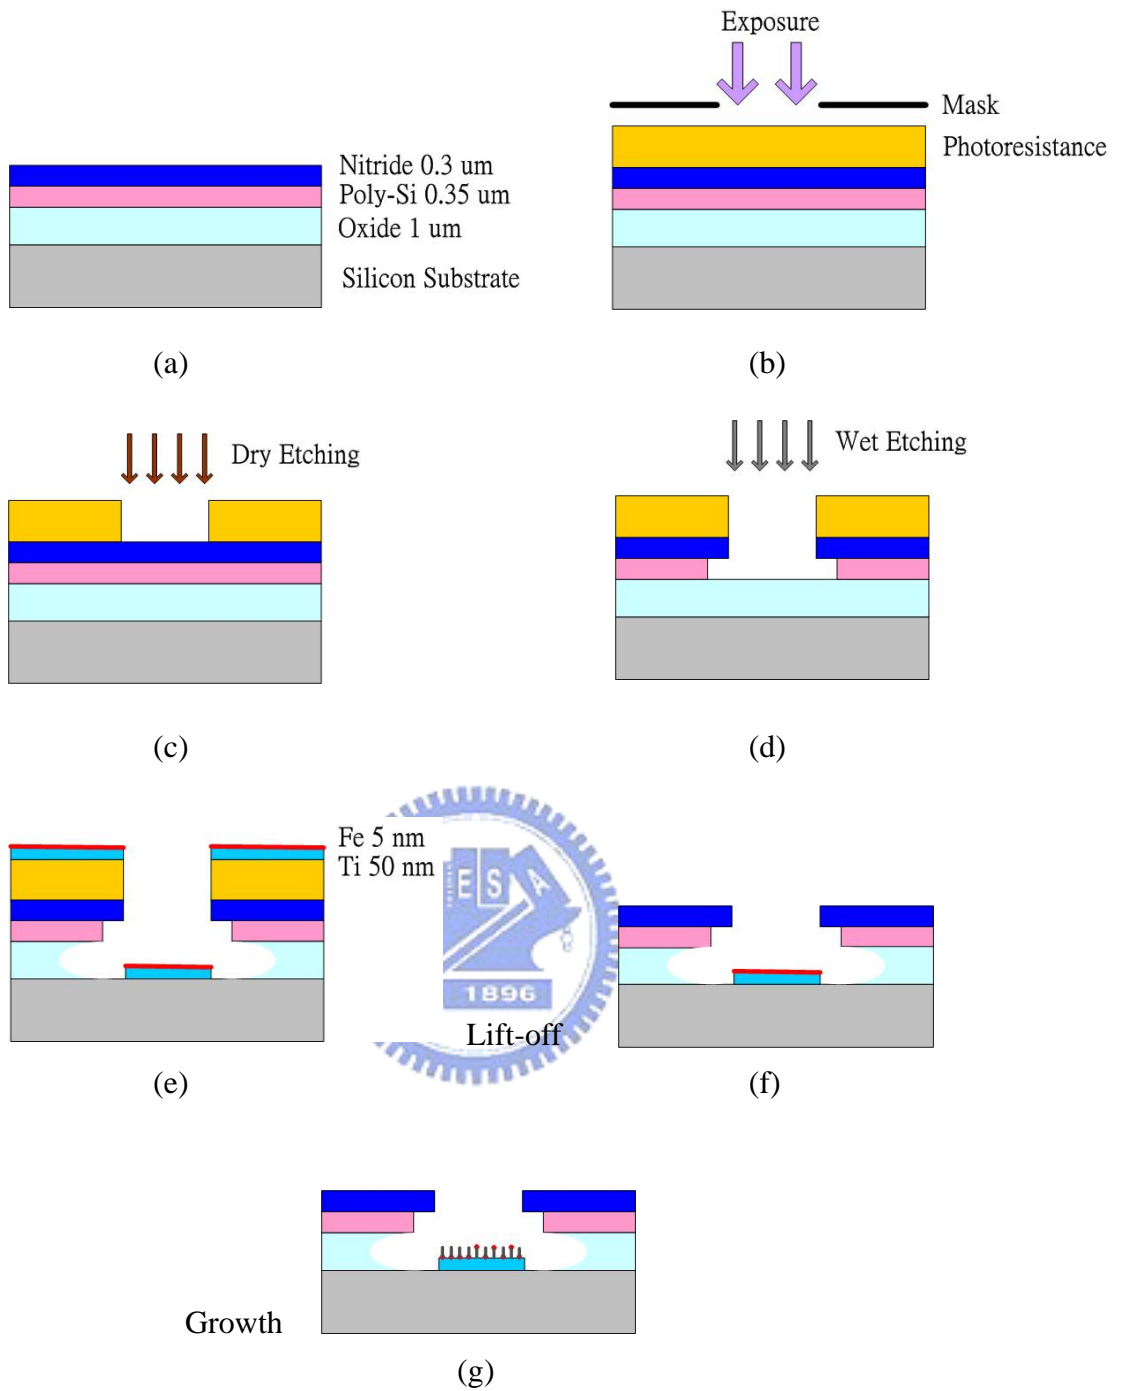 Exposure
Mask
Photoresistance
Nitride 0.3 um
Poly-Si 0.35 um
Oxide 1 um
Silicon Substrate
(a)
(b)
Dry Etching
Wet Etching
(c)
(d)
Fe 5 nm
Ti 50 nm
E S A
1896
Lift-off
(e)
(f)
Growth
(g)